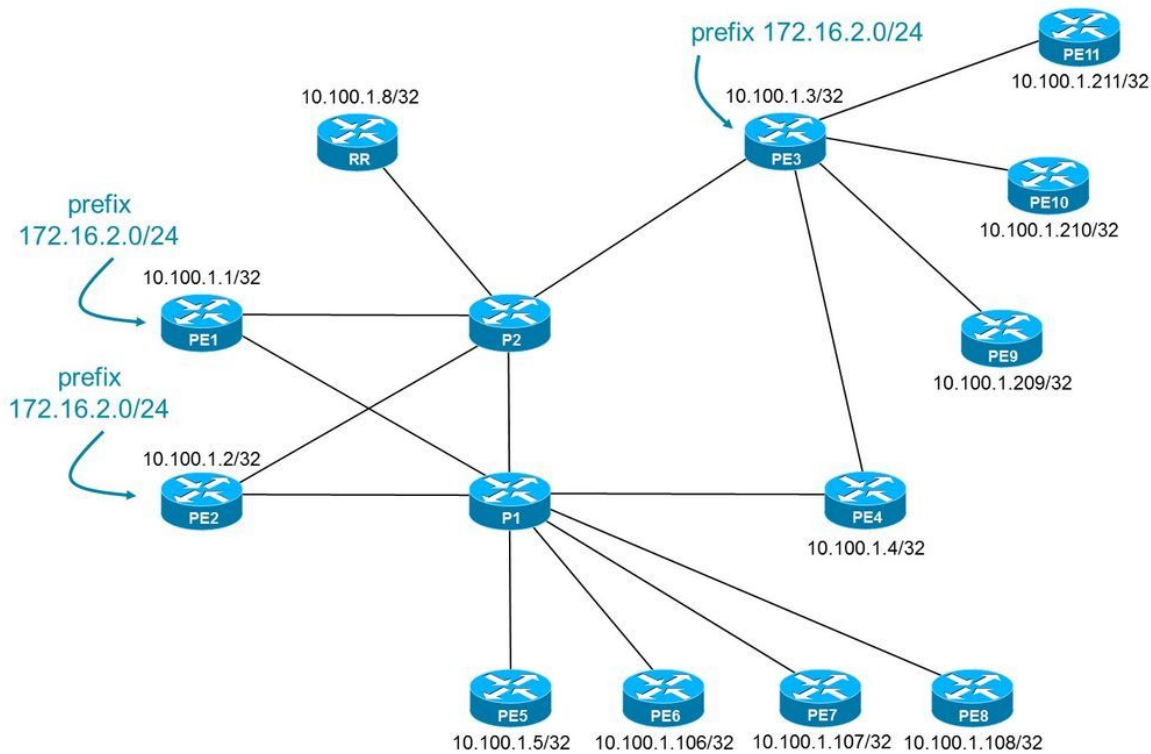 prefix 172.16.2.0/24
PE11
10.100.1.211/32
10.100.1.8/32
10.100.1.3/32
RR
PE3
PE10
10.100.1.210/32
prefix
172.16.2.0/24
10.100.1.1/32
PE1
P2
PE9
10.100.1.209/32
prefix
172.16.2.0/24
10.100.1.2/32
PE2
P1
PE4
10.100.1.4/32
PE5
PE6
PE7
PE8
10.100.1.5/32
10.100.1.106/32
10.100.1.107/32
10.100.1.108/32